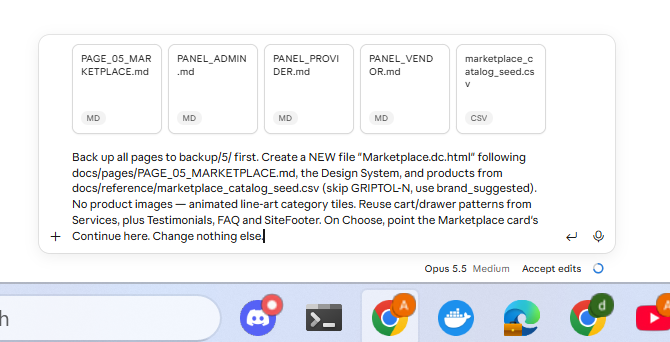 PAGE_05_MAR
KETPLACE.md
MD
PANEL_ADMIN
.md
MD
PANEL_PROVI
DER.md
MD
PANEL_VEND
OR.md
MD
marketplace_c
atalog_seed.cs
v
CSV
Back up all pages to backup/5/ first. Create a NEW file "Marketplace.dc.html" following
docs/pages/PAGE_05_MARKETPLACE.md, the Design System, and products from
docs/reference/marketplace_catalog_seed.csv (skip GRIPTOL-N, use brand_suggested).
No product images — animated line-art category tiles. Reuse cart/drawer patterns from
Services, plus Testimonials, FAQ and SiteFooter. On Choose, point the Marketplace card's
Continue here. Change nothing else.
Opus 5.5 Medium Accept edits
h
A
d
A